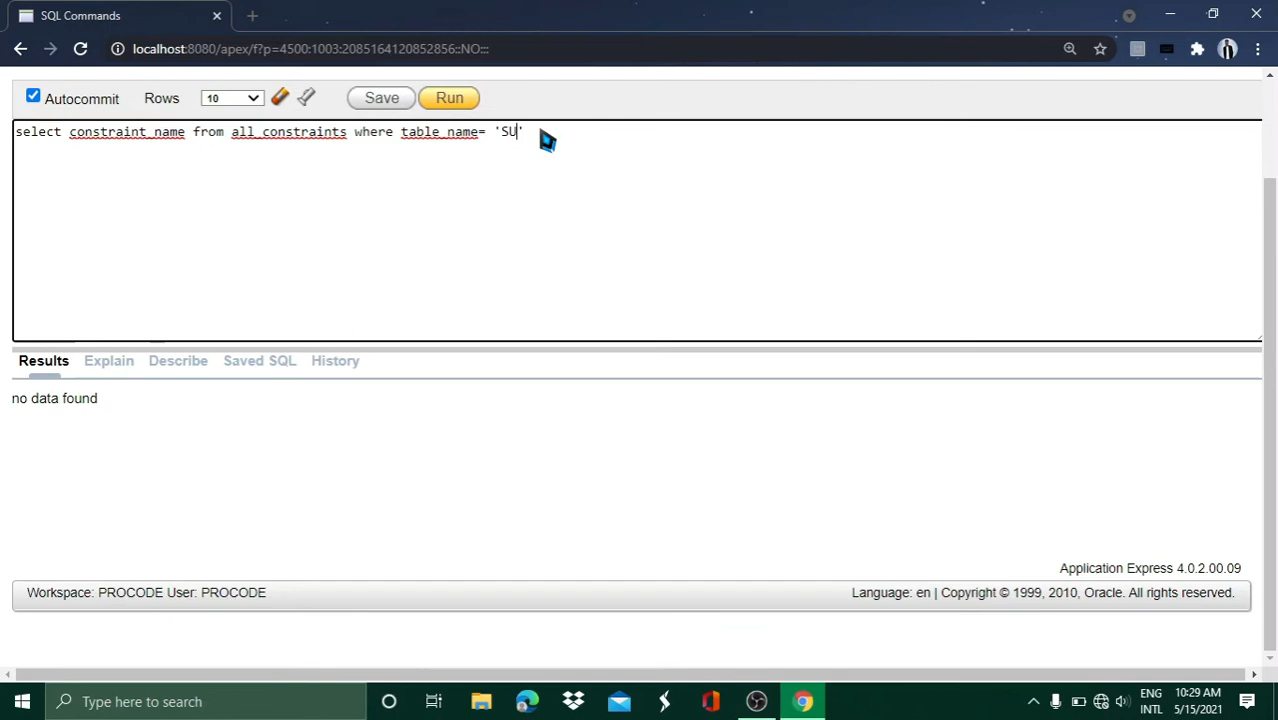 SQL Commands
localhost:8080/apex/f?p=4500:1003:2085164120852856::NO:::
Autocommit Rows 10 Save Run
select constraint_name from all_constraints where table_name= 'SU'
Results Explain Describe Saved SQL History
no data found
Application Express 4.0.2.00.09
Workspace: PROCODE User: PROCODE
Language: en | Copyright © 1999, 2010, Oracle. All rights reserved.
Type here to search
ENG
INTL
10:29 AM
5/15/2021